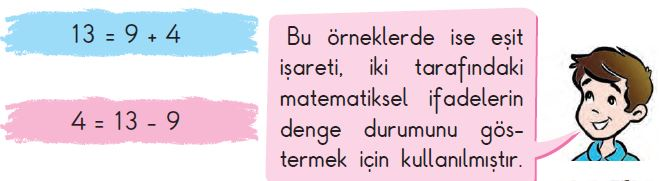 13 = 9 + 4
4 = 13 - 9
Bu örneklerde ise eşit
işareti, iki tarafındaki
matematiksel ifadelerin
denge durumunu gös-
termek için kullanılmıştır.